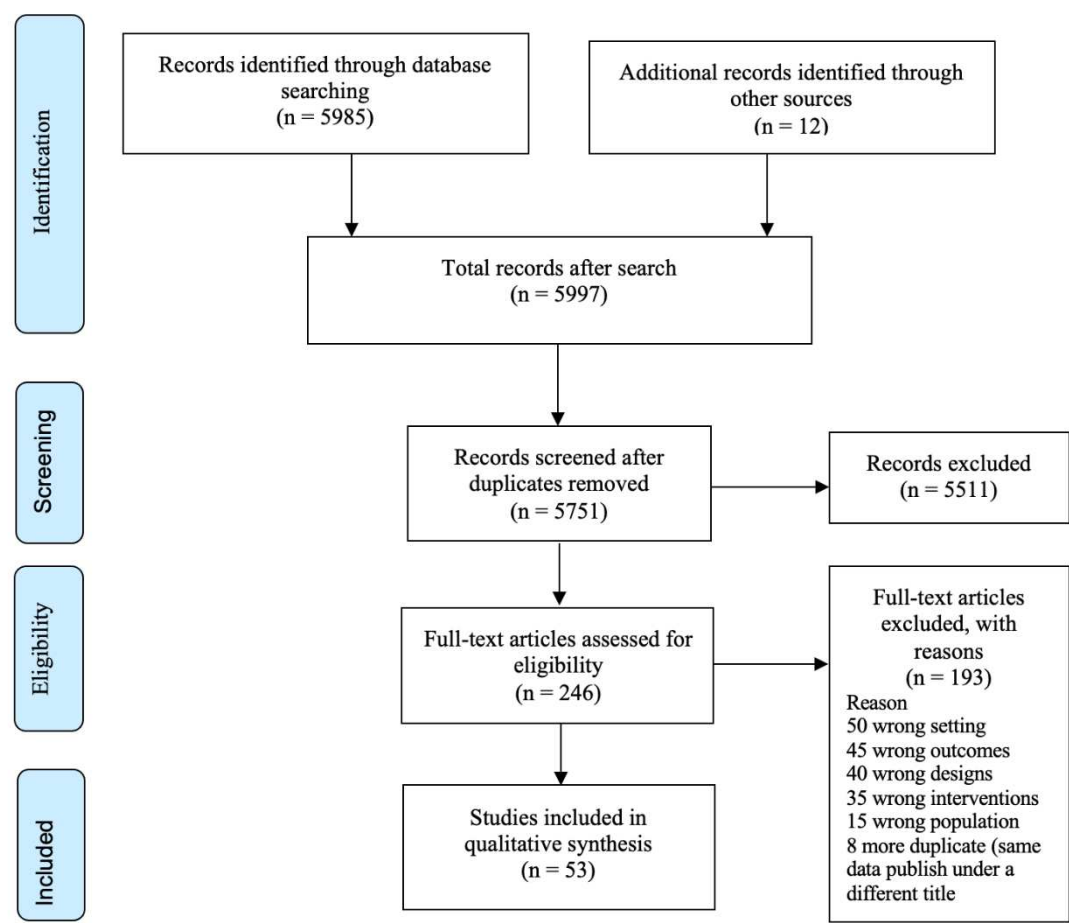 Identification
Records identified through database
searching
(n = 5985)
Additional records identified through
other sources
(n = 12)
Total records after search
(n = 5997)
Screening
Records screened after
duplicates removed
(n = 5751)
Records excluded
(n = 5511)
Eligibility
Full-text articles assessed for
eligibility
(n = 246)
Full-text articles
excluded, with
reasons
(n = 193)
Reason
50 wrong setting
45 wrong outcomes
40 wrong designs
35 wrong interventions
15 wrong population
8 more duplicate (same
data publish under a
different title
Included
Studies included in
qualitative synthesis
(n = 53)